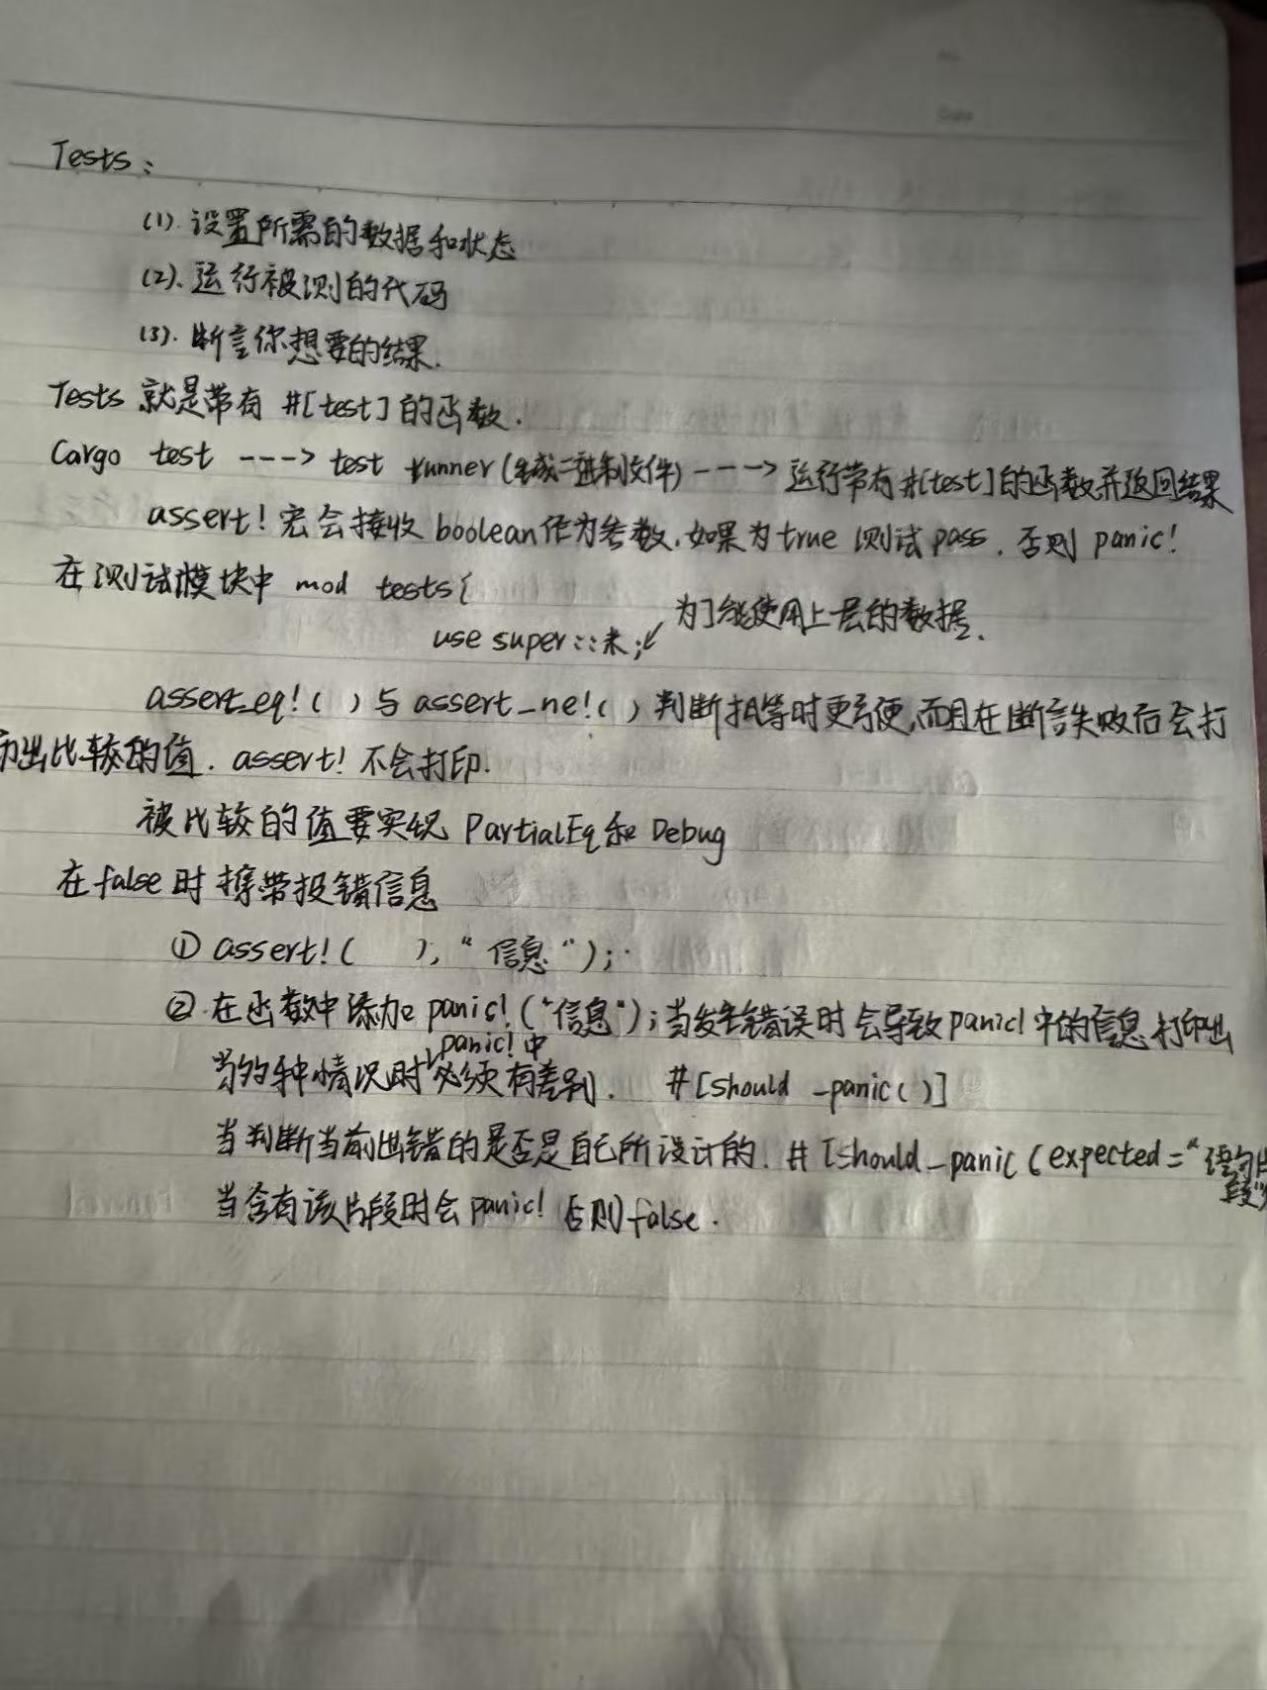 Tests:
(1). 设置所需的数据和状态
(2). 运行被测的代码
(3). 断言你想要的结果.
Tests 就是带有 #[test] 的函数.
Cargo test ---> test runner (生成二进制文件) ---> 运行带有#[test]的函数并返回结果
assert! 宏会接收 boolean 作为参数, 如果为 true 测试 pass. 否则 panic!
在测试模块中 mod tests {
use super::*; 为了能使用上一层的数据.
assert_eq!( ) 与 assert_ne!( ) 判断相等时更方便,而且在断言失败后会打
印出比较的值. assert! 不会打印.
被比较的值要实现 PartialEq 和 Debug
在 false 时 携带报错信息
① assert!( ), "信息");
② 在函数中添加 panic! ("信息"); 当发生错误时会导致 panic! 中的信息打印出
当多种情况时 panic! 中必须有差别. #[should_panic( )]
当判断当前出错的是否是自己所设计的. #[should_panic (expected="语句片段")
当含有该片段时会 panic! 否则 false.